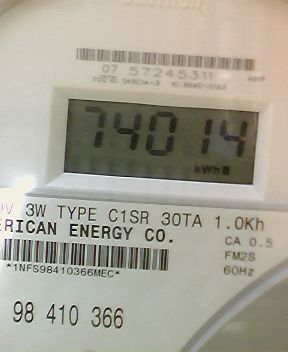 07 57245311
74014
kWh
3W TYPE C1SR 30TA 1.0Kh
ERICAN ENERGY CO.
CA 0.5
FM2S
60Hz
*1NFS98410366MEC*
98 410 366